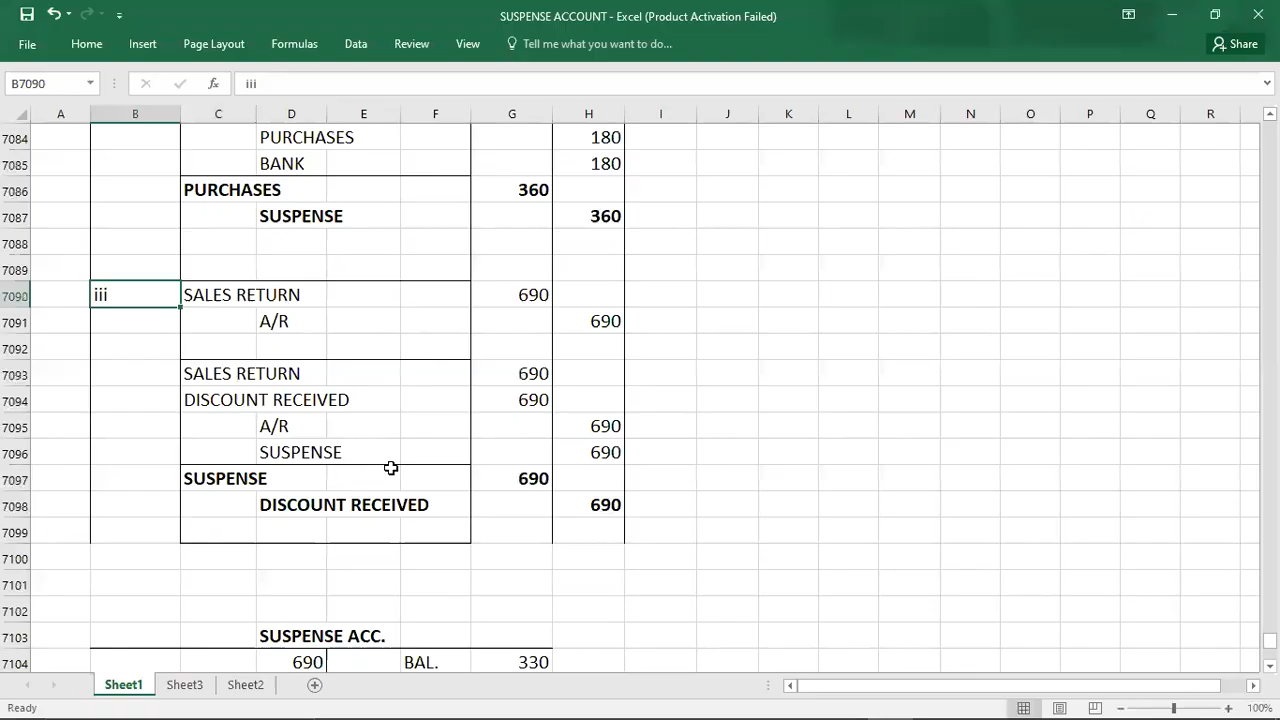 SUSPENSE ACCOUNT - Excel (Product Activation Failed)
File Home Insert Page Layout Formulas Data Review View Tell me what you want to do... Share
B7090 fx iii
A B C D E F G H I J K L M N O P Q R
7084 PURCHASES 180
7085 BANK 180
7086 PURCHASES 360
7087 SUSPENSE 360
7088
7089
7090 iii SALES RETURN 690
7091 A/R 690
7092
7093 SALES RETURN 690
7094 DISCOUNT RECEIVED 690
7095 A/R 690
7096 SUSPENSE 690
7097 SUSPENSE 690
7098 DISCOUNT RECEIVED 690
7099
7100
7101
7102
7103 SUSPENSE ACC.
7104 690 BAL. 330
Sheet1 Sheet3 Sheet2
Ready 100%